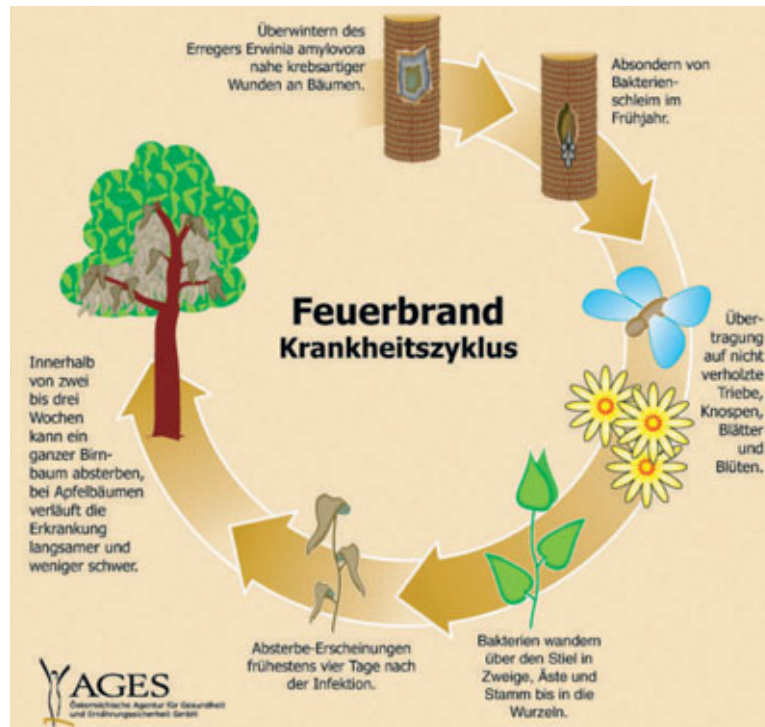 Überwintern des
Erregers Erwinia amylovora
nahe krebsartiger
Wunden an Bäumen.
Absondern von
Bakterien-
schleim im
Frühjahr.
Feuerbrand
Krankheitszyklus
Über-
tragung
auf nicht
verholzte
Triebe,
Knospen,
Blätter
und
Blüten.
Bakterien wandern
über den Stiel in
Zweige, Äste und
Stamm bis in die
Wurzeln.
Absterbe-Erscheinungen
frühestens vier Tage nach
der Infektion.
Innerhalb
von zwei
bis drei
Wochen
kann ein
ganzer Birn-
baum absterben,
bei Apfelbäumen
verläuft die
Erkrankung
langsamer und
weniger schwer.
AGES
Österreichische Agentur für Gesundheit
und Ernährungssicherheit GmbH